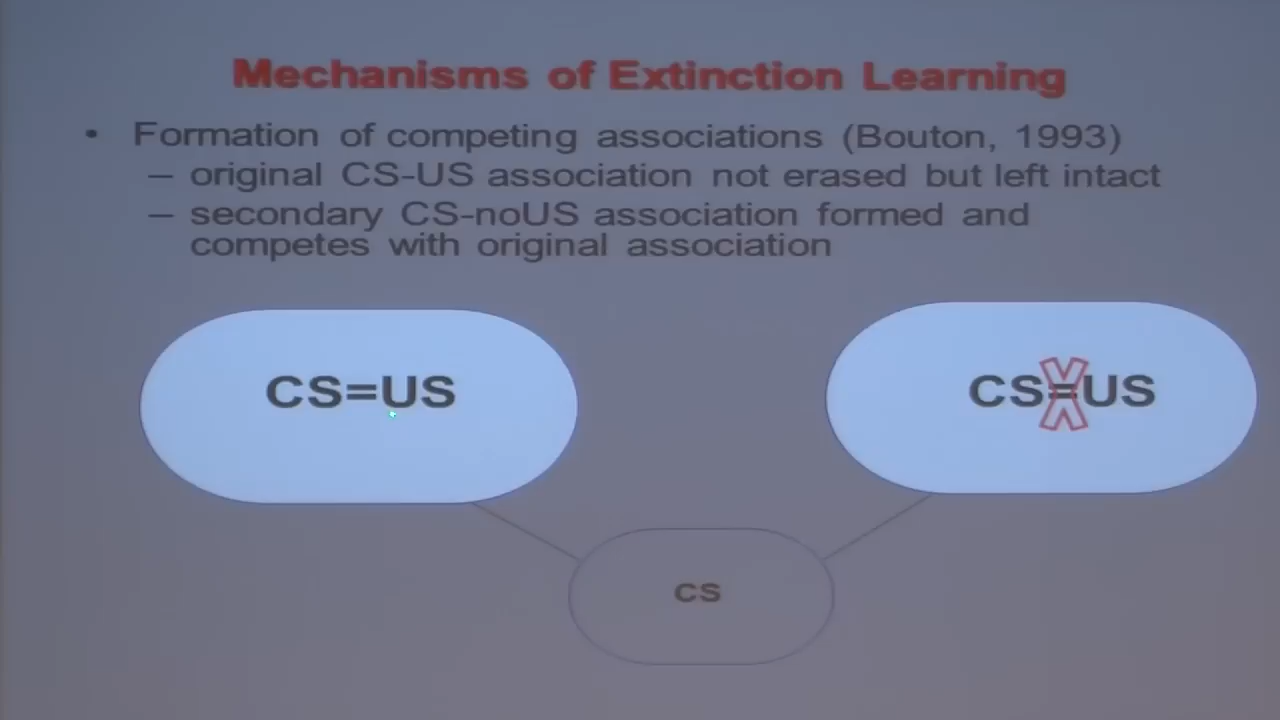 Mechanisms of Extinction Learning
• Formation of competing associations (Bouton, 1993)
– original CS-US association not erased but left intact
– secondary CS-noUS association formed and
competes with original association
CS=US
CS=US
CS